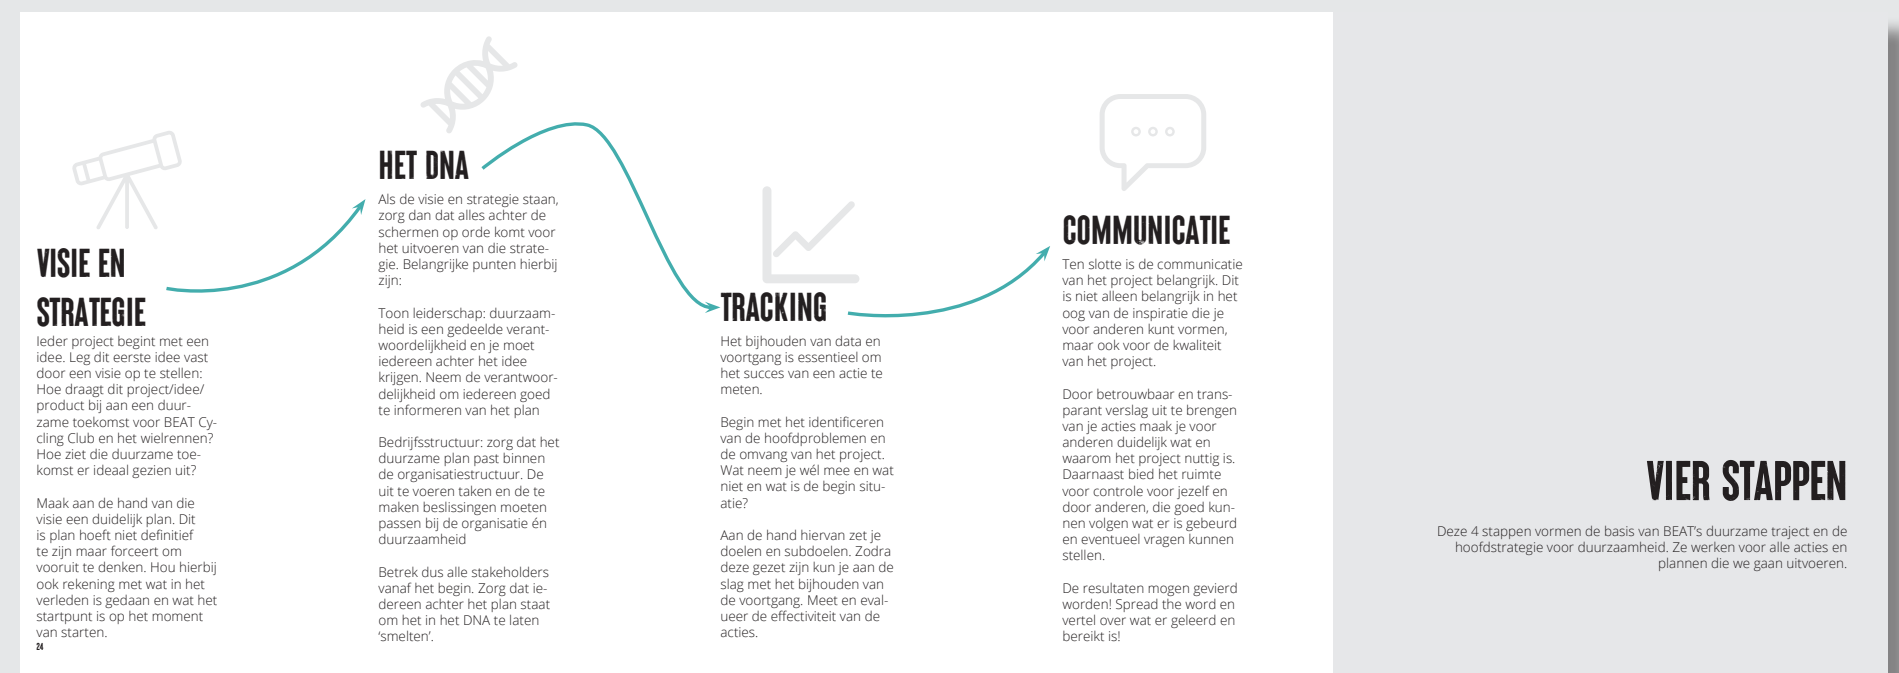 VISIE EN
STRATEGIE
Ieder project begint met een
idee. Leg dit eerste idee vast
door een visie op te stellen:
Hoe draagt dit project/idee/
product bij aan een duur-
zame toekomst voor BEAT Cy-
cling Club en het wielrennen?
Hoe ziet die duurzame toe-
komst er ideaal gezien uit?
Maak aan de hand van die
visie een duidelijk plan. Dit
is plan hoeft niet definitief
te zijn maar forceert om
vooruit te denken. Hou hierbij
ook rekening met wat in het
verleden is gedaan en wat het
startpunt is op het moment
van starten.
24
HET DNA
Als de visie en strategie staan,
zorg dan dat alles achter de
schermen op orde komt voor
het uitvoeren van die strate-
gie. Belangrijke punten hierbij
zijn:
Toon leiderschap: duurzaam-
heid is een gedeelde verant-
woordelijkheid en je moet
iedereen achter het idee
krijgen. Neem de verantwoor-
delijkheid om iedereen goed
te informeren van het plan
Bedrijfsstructuur: zorg dat het
duurzame plan past binnen
de organisatiestructuur. De
uit te voeren taken en de te
maken beslissingen moeten
passen bij de organisatie én
duurzaamheid
Betrek dus alle stakeholders
vanaf het begin. Zorg dat ie-
dereen achter het plan staat
om het in het DNA te laten
‘smelten’.
TRACKING
Het bijhouden van data en
voortgang is essentieel om
het succes van een actie te
meten.
Begin met het identificeren
van de hoofdproblemen en
de omvang van het project.
Wat neem je wél mee en wat
niet en wat is de begin situ-
atie?
Aan de hand hiervan zet je
doelen en subdoelen. Zodra
deze gezet zijn kun je aan de
slag met het bijhouden van
de voortgang. Meet en eval-
ueer de effectiviteit van de
acties.
COMMUNICATIE
Ten slotte is de communicatie
van het project belangrijk. Dit
is niet alleen belangrijk in het
oog van de inspiratie die je
voor anderen kunt vormen,
maar ook voor de kwaliteit
van het project.
Door betrouwbaar en trans-
parant verslag uit te brengen
van je acties maak je voor
anderen duidelijk wat en
waarom het project nuttig is.
Daarnaast bied het ruimte
voor controle voor jezelf en
door anderen, die goed kun-
nen volgen wat er is gebeurd
en eventueel vragen kunnen
stellen.
De resultaten mogen gevierd
worden! Spread the word en
vertel over wat er geleerd en
bereikt is!
VIER STAPPEN
Deze 4 stappen vormen de basis van BEAT's duurzame traject en de
hoofdstrategie voor duurzaamheid. Ze werken voor alle acties en
plannen die we gaan uitvoeren.